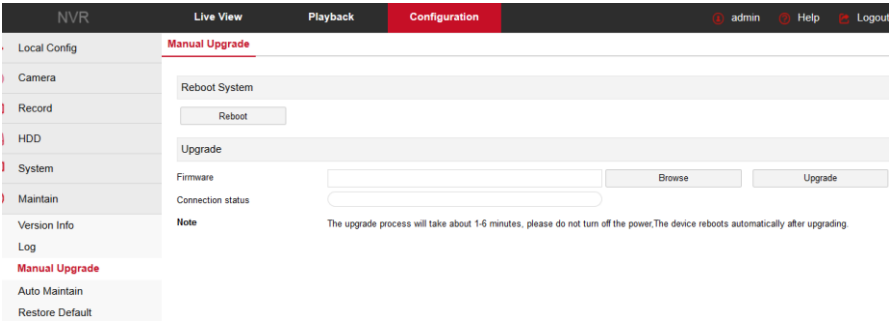 NVR Live View Playback Configuration admin Help Logout
Local Config
Manual Upgrade
Camera
Reboot System
Record
Reboot
HDD
Upgrade
System
Firmware Browse Upgrade
Maintain
Connection status
Version Info
Note The upgrade process will take about 1-6 minutes, please do not turn off the power,The device reboots automatically after upgrading.
Log
Manual Upgrade
Auto Maintain
Restore Default